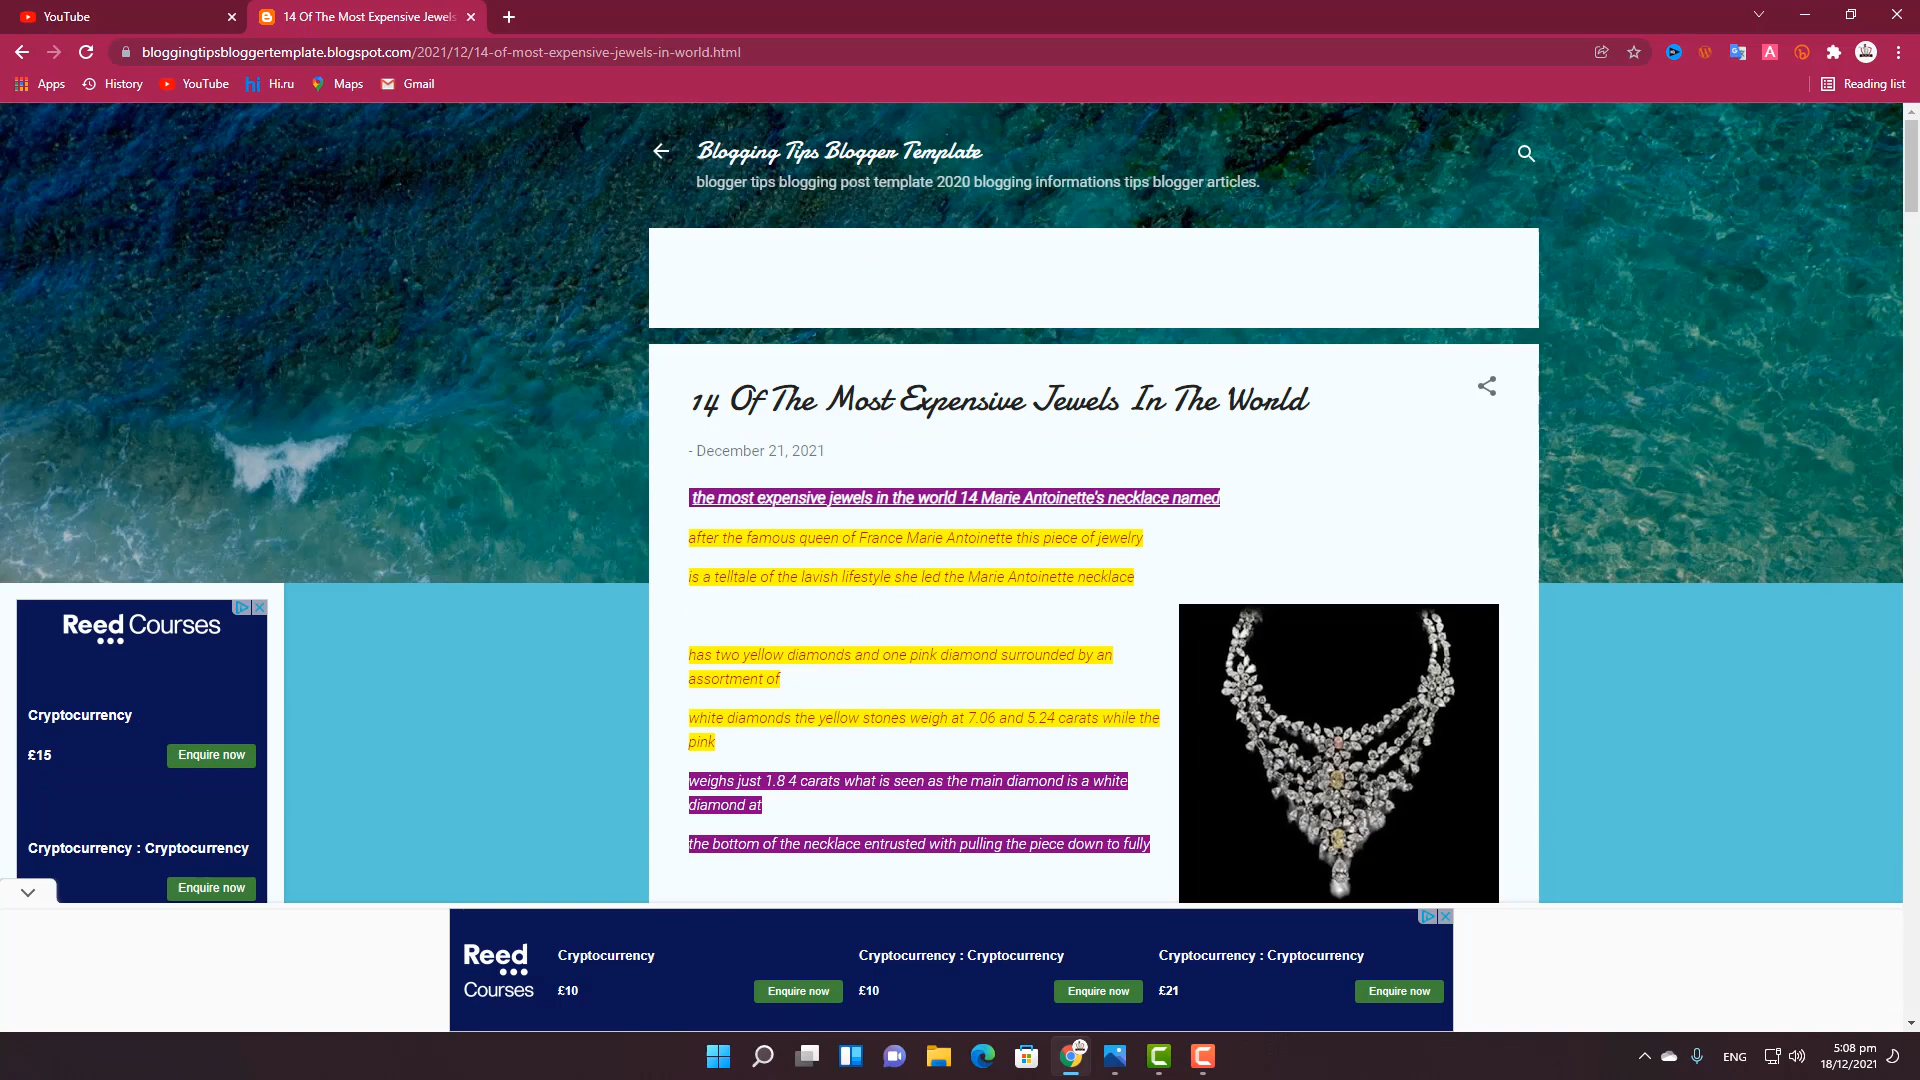 YouTube
14 Of The Most Expensive Jewels
bloggingtipsbloggertemplate.blogspot.com/2021/12/14-of-most-expensive-jewels-in-world.html
Apps History YouTube hi Hi.ru Maps Gmail Reading list
Blogging Tips Blogger Template
blogger tips blogging post template 2020 blogging informations tips blogger articles.
14 Of The Most Expensive Jewels In The World
- December 21, 2021
the most expensive jewels in the world 14 Marie Antoinette's necklace named
after the famous queen of France Marie Antoinette this piece of jewelry
is a telltale of the lavish lifestyle she led the Marie Antoinette necklace
has two yellow diamonds and one pink diamond surrounded by an
assortment of
white diamonds the yellow stones weigh at 7.06 and 5.24 carats while the
pink
weighs just 1.8 4 carats what is seen as the main diamond is a white
diamond at
the bottom of the necklace entrusted with pulling the piece down to fully
Reed Courses
Cryptocurrency
£15 Enquire now
Cryptocurrency : Cryptocurrency
Enquire now
Reed
Courses
Cryptocurrency
£10 Enquire now
Cryptocurrency : Cryptocurrency
£10 Enquire now
Cryptocurrency : Cryptocurrency
£21 Enquire now
ENG
5:08 pm
18/12/2021